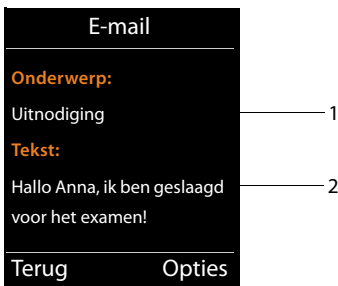 E-mail
Onderwerp:
Uitnodiging 1
Tekst:
Hallo Anna, ik ben geslaagd 2
voor het examen!
Terug Opties